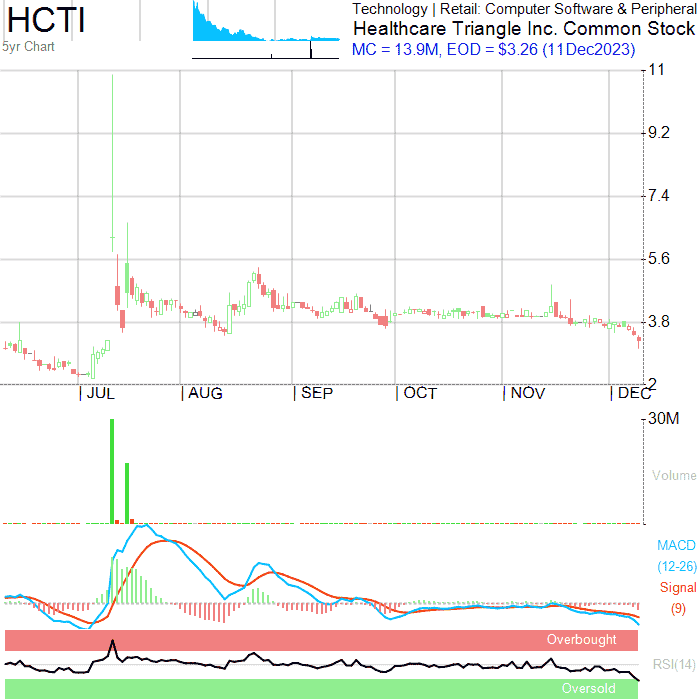 HCTI
5yr Chart
Technology | Retail: Computer Software & Peripheral
Healthcare Triangle Inc. Common Stock
MC = 13.9M, EOD = $3.26 (11Dec2023)
11
9.2
7.4
5.6
3.8
2
JUL
AUG
SEP
OCT
NOV
DEC
30M
Volume
MACD
(12-26)
Signal
(9)
Overbought
RSI(14)
Oversold